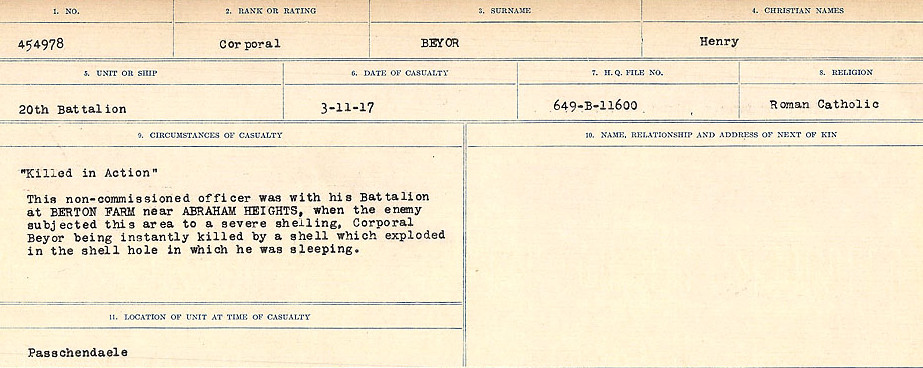 1. NO. 2. RANK OR RATING 3. SURNAME 4. CHRISTIAN NAMES
454978 Corporal BEYOR Henry
5. UNIT OR SHIP 6. DATE OF CASUALTY 7. H. Q. FILE NO. 8. RELIGION
20th Battalion 3-11-17 649-B-11600 Roman Catholic
9. CIRCUMSTANCES OF CASUALTY 10. NAME, RELATIONSHIP AND ADDRESS OF NEXT OF KIN
"Killed in Action"
This non-commissioned officer was with his Battalion
at BERTON FARM near ABRAHAM HEIGHTS, when the enemy
subjected this area to a severe shelling, Corporal
Beyor being instantly killed by a shell which exploded
in the shell hole in which he was sleeping.
11. LOCATION OF UNIT AT TIME OF CASUALTY
Passchendaele